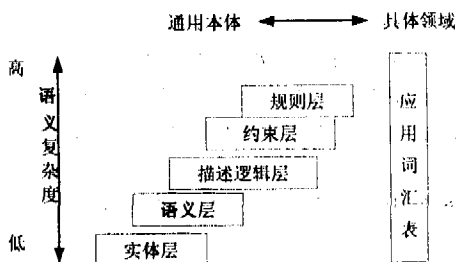 通用本体
具体领域
高
语义复杂度
低
规则层
约束层
描述逻辑层
语义层
实体层
应用词汇表